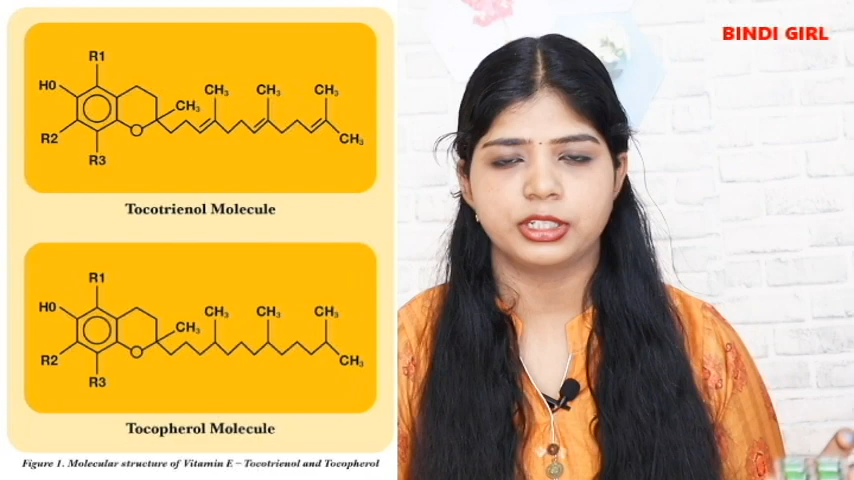 R1
HO
CH₃
CH₃
CH₃
CH₃
R2
O
CH₃
R3
Tocotrienol Molecule
R1
HO
CH₃
CH₃
CH₃
CH₃
R2
O
CH₃
R3
Tocopherol Molecule
Figure 1. Molecular structure of Vitamin E – Tocotrienol and Tocopherol
BINDI GIRL